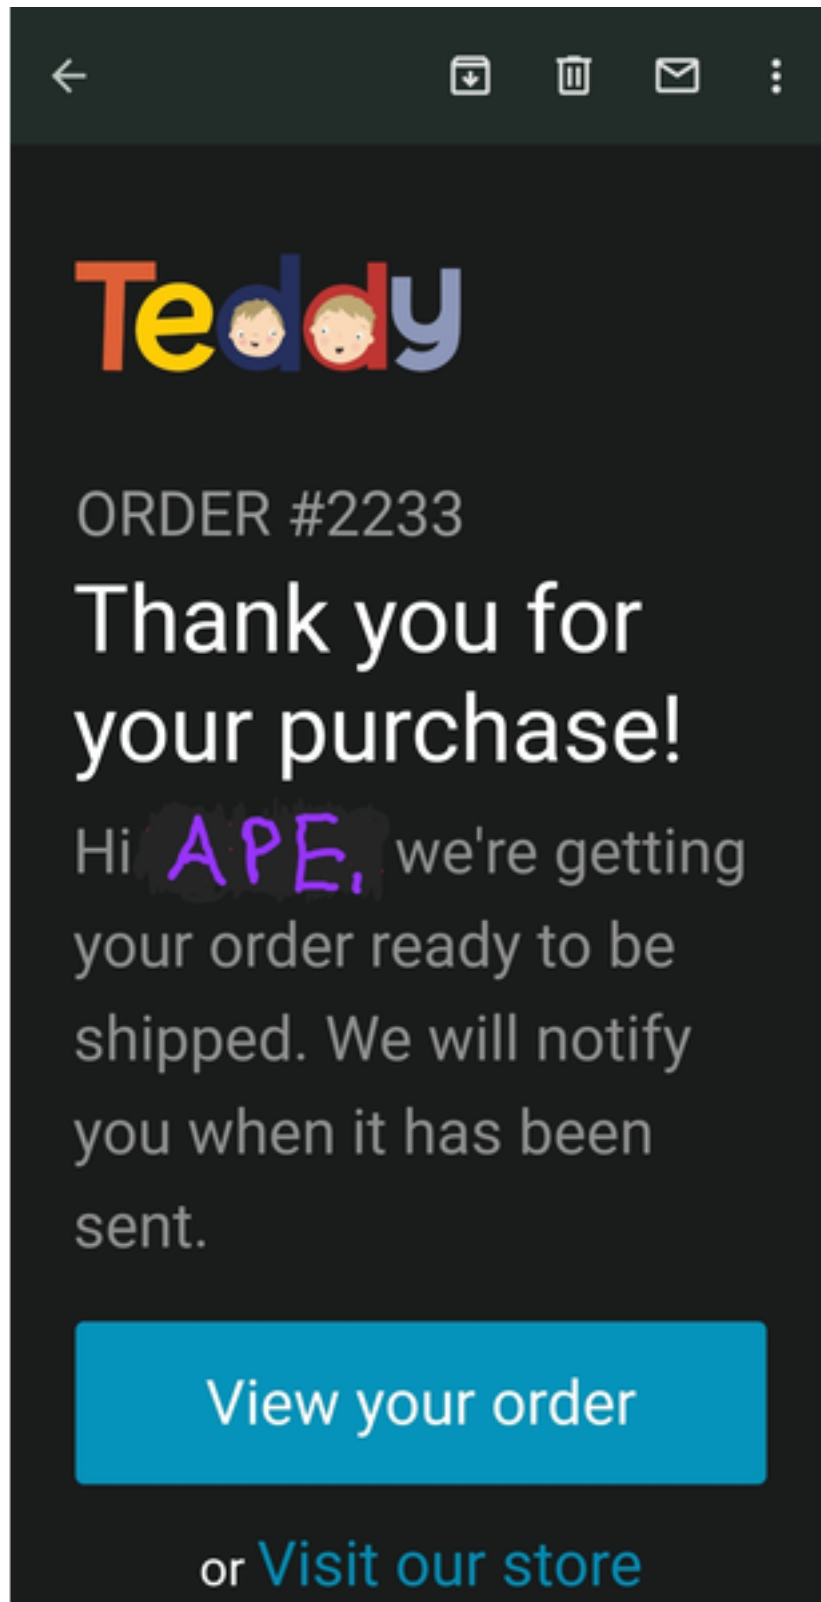 Teddy
ORDER #2233
Thank you for
your purchase!
Hi APE, we're getting
your order ready to be
shipped. We will notify
you when it has been
sent.
View your order
or Visit our store